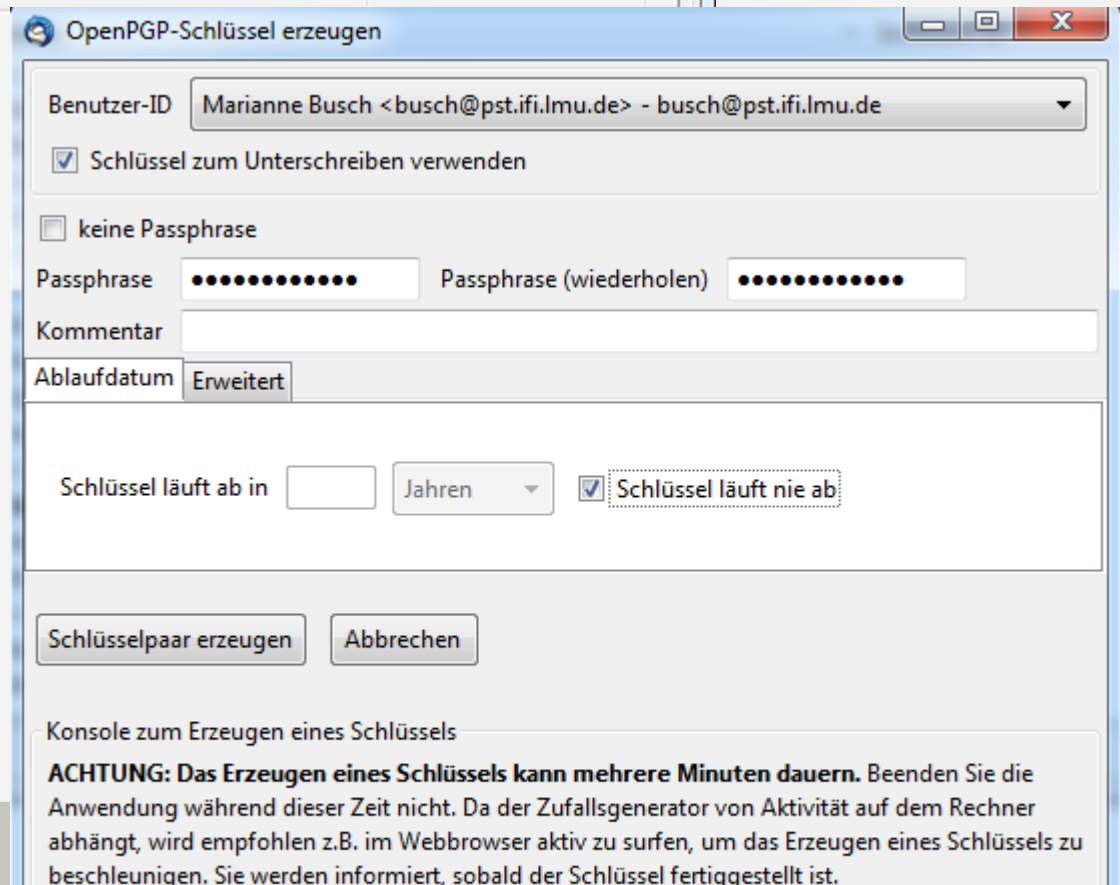 OpenPGP-Schlüssel erzeugen
Benutzer-ID Marianne Busch <busch@pst.ifi.lmu.de> - busch@pst.ifi.lmu.de
Schlüssel zum Unterschreiben verwenden
keine Passphrase
Passphrase •••••••••••• Passphrase (wiederholen) ••••••••••••
Kommentar
Ablaufdatum Erweitert
Schlüssel läuft ab in Jahren Schlüssel läuft nie ab
Schlüsselpaar erzeugen Abbrechen
Konsole zum Erzeugen eines Schlüssels
ACHTUNG: Das Erzeugen eines Schlüssels kann mehrere Minuten dauern. Beenden Sie die
Anwendung während dieser Zeit nicht. Da der Zufallsgenerator von Aktivität auf dem Rechner
abhängt, wird empfohlen z.B. im Webbrowser aktiv zu surfen, um das Erzeugen eines Schlüssels zu
beschleunigen. Sie werden informiert, sobald der Schlüssel fertiggestellt ist.